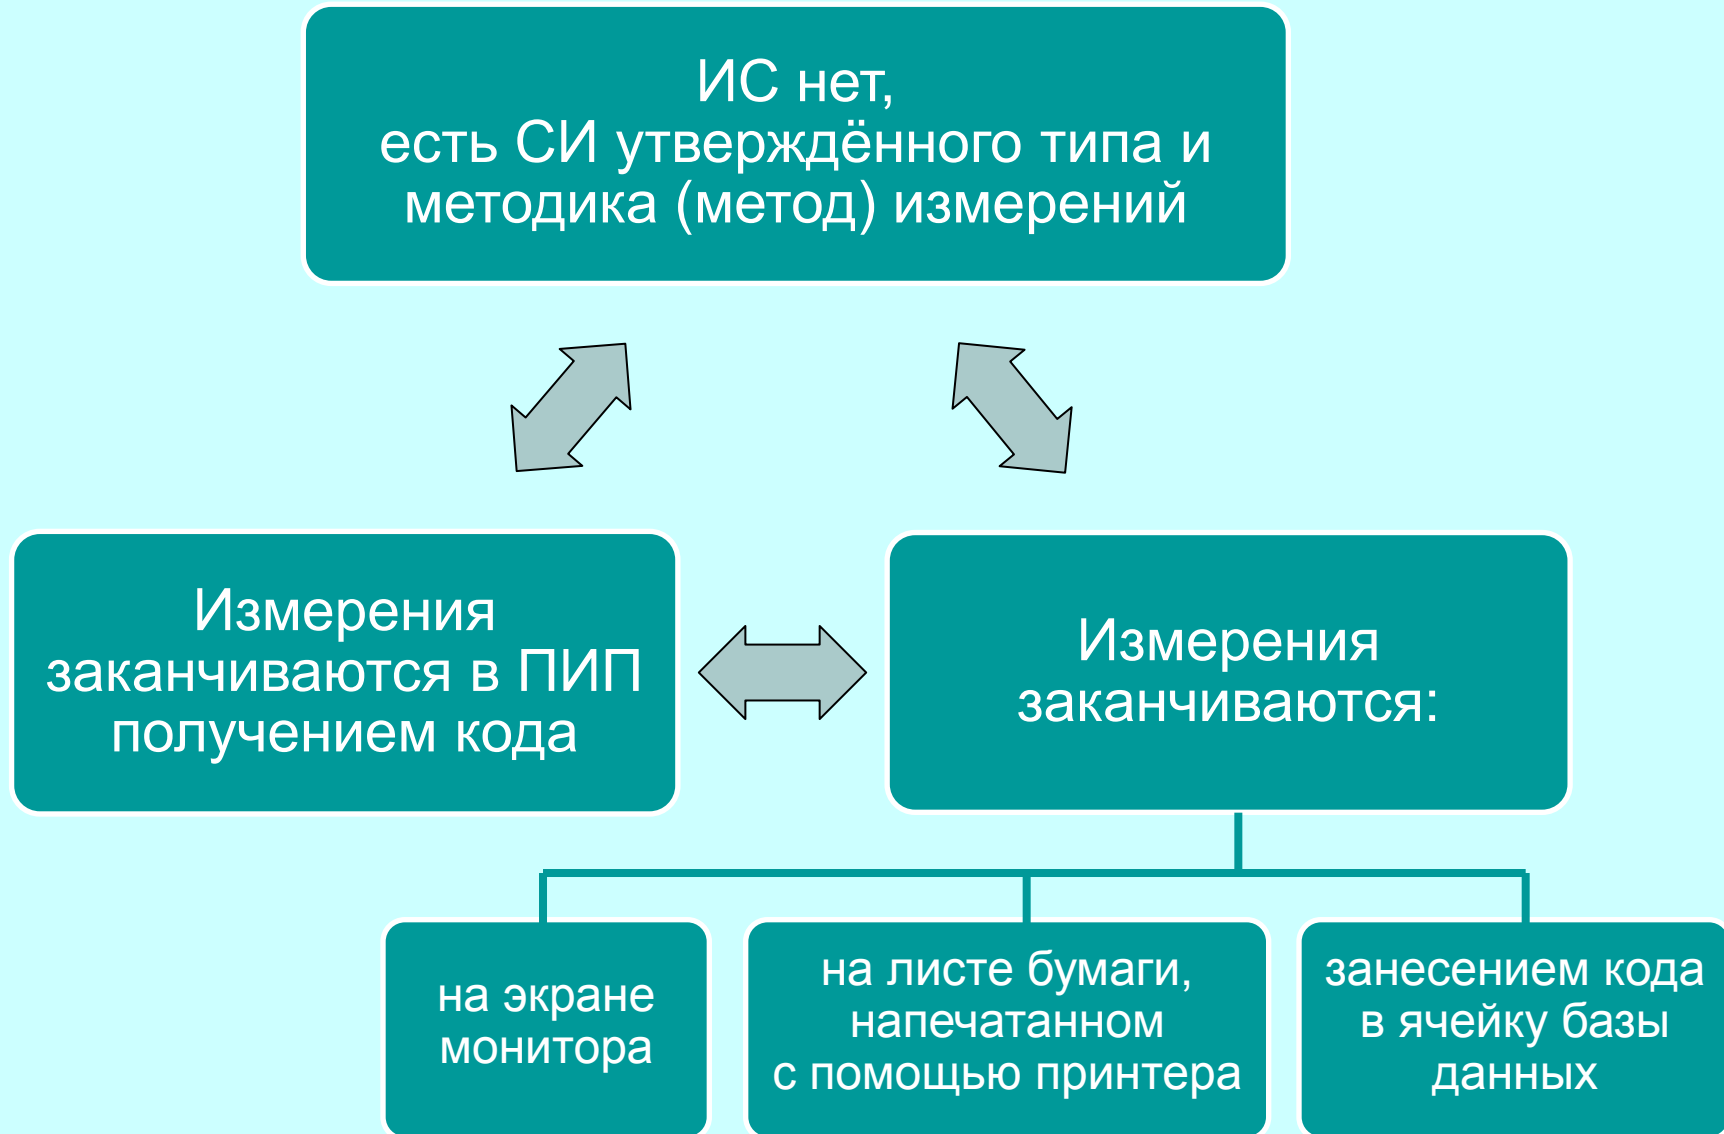 ИС нет,
есть СИ утверждённого типа и
методика (метод) измерений
Измерения
заканчиваются в ПИП
получением кода
Измерения
заканчиваются:
на экране
монитора
на листе бумаги,
напечатанном
с помощью принтера
занесением кода
в ячейку базы
данных